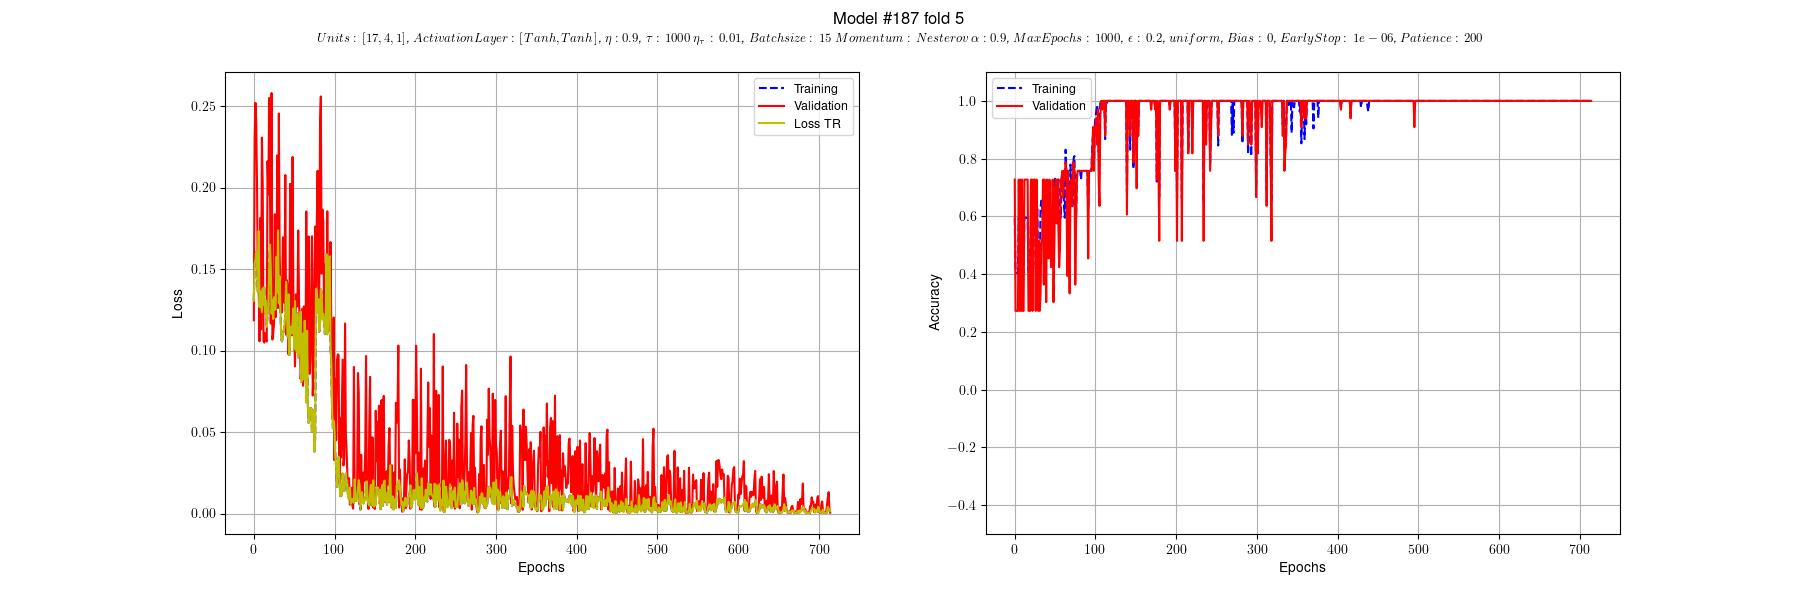 Model #187 fold 5
Units : [17, 4, 1], ActivationLayer : [Tanh, Tanh], η : 0.9, τ : 1000 ητ : 0.01, Batchsize : 15 Momentum : Nesterov α : 0.9, MaxEpochs : 1000, ϵ : 0.2, uniform, Bias : 0, EarlyStop : 1e − 06, Patience : 200
Training
Validation
Loss TR
0.25
0.20
0.15
0.10
0.05
0.00
Loss
0 100 200 300 400 500 600 700
Epochs
Training
Validation
1.0
0.8
0.6
0.4
0.2
0.0
−0.2
−0.4
Accuracy
0 100 200 300 400 500 600 700
Epochs